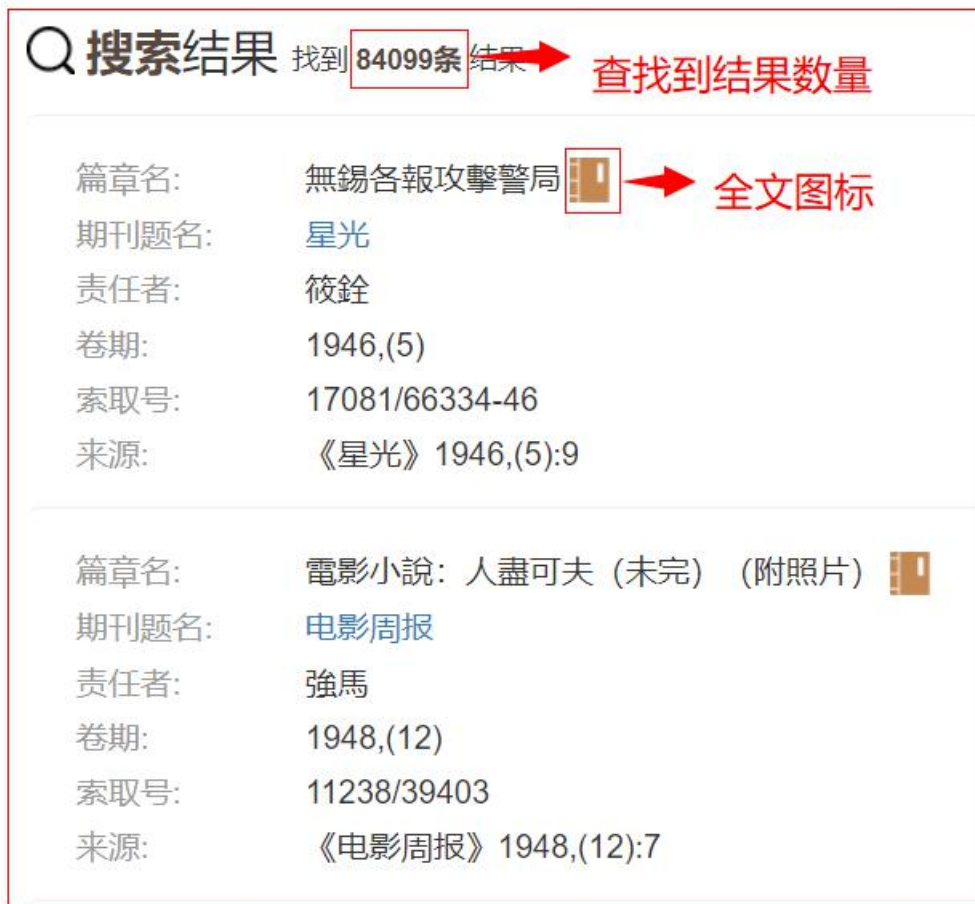 搜索结果 找到 84099条 结果
查找到结果数量
篇章名: 無錫各報攻擊警局
全文图标
期刊题名: 星光
责任者: 筱銓
卷期: 1946,(5)
索取号: 17081/66334-46
来源: 《星光》1946,(5):9
篇章名: 電影小說：人盡可夫（未完）（附照片）
期刊题名: 电影周报
责任者: 強馬
卷期: 1948,(12)
索取号: 11238/39403
来源: 《电影周报》1948,(12):7